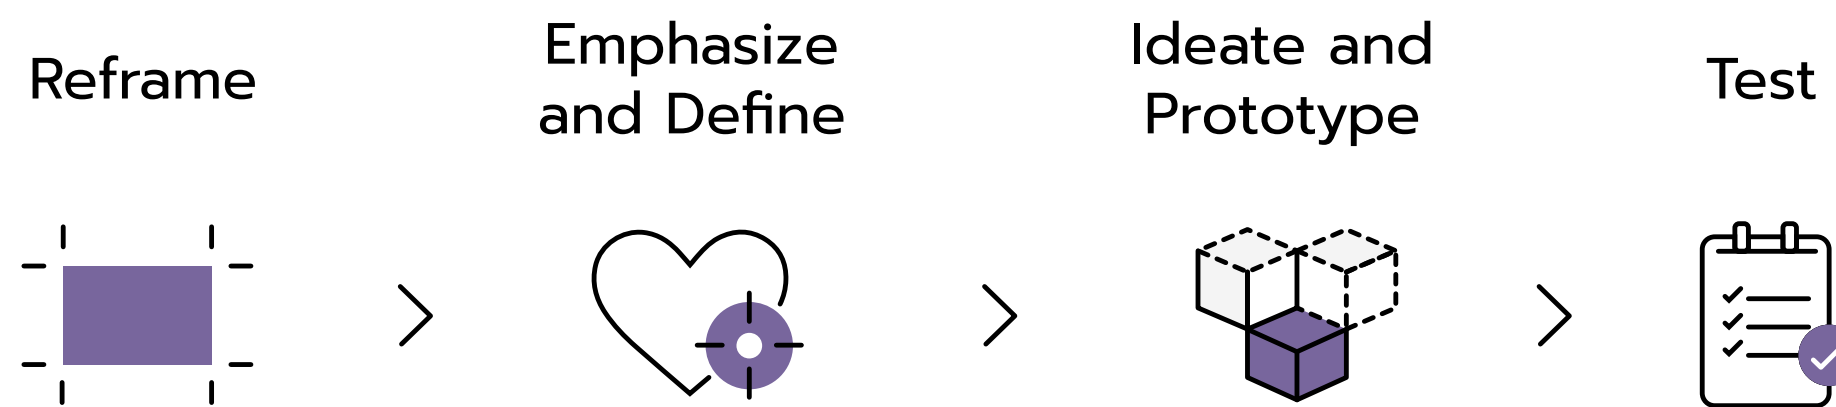 Reframe
Emphasize
and Define
Ideate and
Prototype
Test